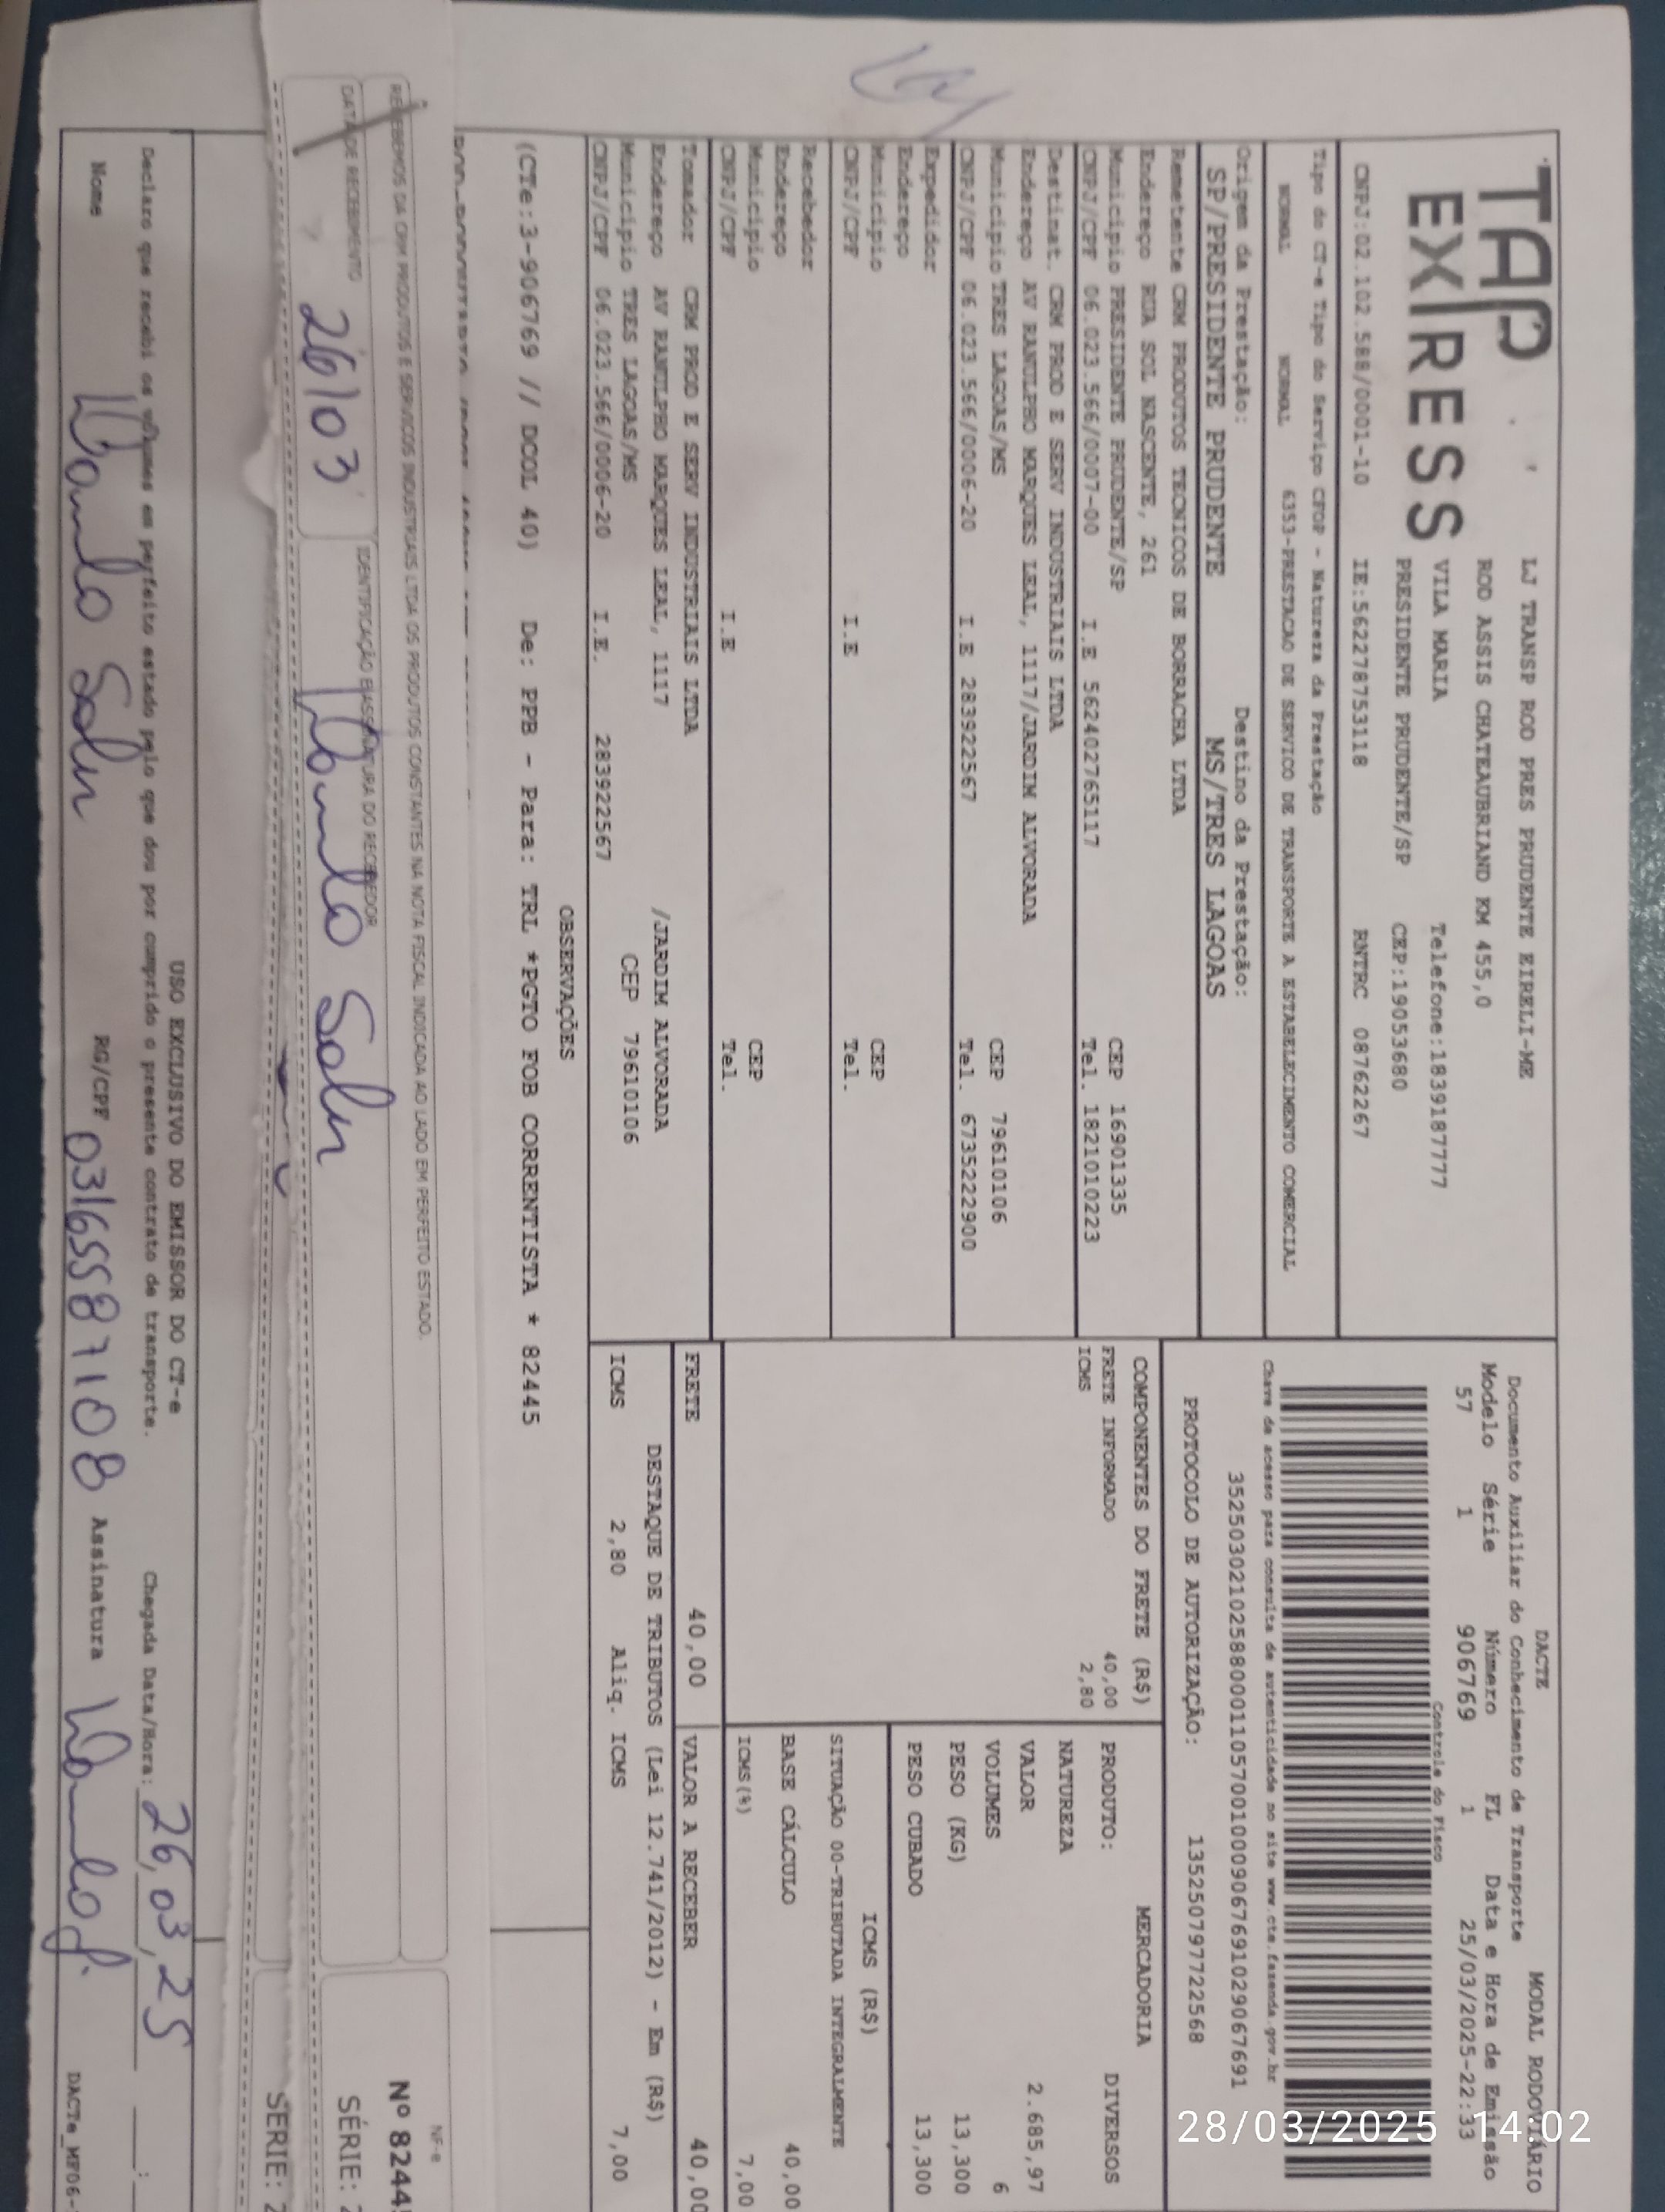 TAP
EXPRESS
LJ TRANSP ROD PRES PRUDENTE EIRELI-ME
ROD ASSIS CHATEAUBRIAND KM 455,0
VILA MARIA Telefone:1839187777
PRESIDENTE PRUDENTE/SP CEP:19053680
CNPJ:02.102.588/0001-10 IE:562278753118 RNTRC 08762267
Tipo do CT-e Tipo do Serviço CFOP - Natureza da Prestação
NORMAL NORMAL 6353-PRESTACAO DE SERVICO DE TRANSPORTE A ESTABELECIMENTO COMERCIAL
Origem da Prestação: Destino da Prestação:
SP/PRESIDENTE PRUDENTE MS/TRES LAGOAS
Remetente CRM PRODUTOS TECNICOS DE BORRACHA LTDA
Endereço RUA SOL NASCENTE, 261
Municipio PRESIDENTE PRUDENTE/SP CEP 16901335
CNPJ/CPF 06.023.566/0007-00 I.E 562402765117 Tel. 1821010223
Destinat. CRM PROD E SERV INDUSTRIAIS LTDA
Endereço AV RANULPHO MARQUES LEAL, 1117/JARDIM ALVORADA
Municipio TRES LAGOAS/MS CEP 79610106
CNPJ/CPF 06.023.566/0006-20 I.E 283922567 Tel. 6735222900
Expedidor
Endereço
Municipio CEP
CNPJ/CPF I.E Tel.
Recebedor
Endereço
Municipio CEP
CNPJ/CPF I.E Tel.
Tomador CRM PROD E SERV INDUSTRIAIS LTDA
Endereço AV RANULPHO MARQUES LEAL, 1117 /JARDIM ALVORADA
Municipio TRES LAGOAS/MS CEP 79610106
CNPJ/CPF 06.023.566/0006-20 I.E. 283922567
DACTE MODAL RODOVIÁRIO
Documento Auxiliar do Conhecimento de Transporte
Modelo Série Número FL Data e Hora de Emissão
57 1 906769 1 25/03/2025-22:33
Controle do Fisco
Chave de acesso para consulta de autenticidade no site www.cte.fazenda.gov.br
35250302102588000110570010009067691029067691
PROTOCOLO DE AUTORIZAÇÃO: 135250797722568
COMPONENTES DO FRETE (R$)
FRETE INFORMADO 40,00
ICMS 2,80
MERCADORIA
PRODUTO: DIVERSOS
NATUREZA
VALOR 2.685,97
VOLUMES 6
PESO (KG) 13,300
PESO CUBADO 13,300
ICMS (R$)
SITUAÇÃO 00-TRIBUTADA INTEGRALMENTE
BASE CÁLCULO 40,00
ICMS(%) 7,00
FRETE 40,00 VALOR A RECEBER 40,00
DESTAQUE DE TRIBUTOS (Lei 12.741/2012) - Em (R$)
ICMS 2,80 Aliq. ICMS 7,00
OBSERVAÇÕES
(CTe:3-906769 // DCOL 40) De: PPB - Para: TRL *PGTO FOB CORRENTISTA * 82445
RECEBEMOS DA CRM PRODUTOS E SERVICOS INDUSTRIAIS LTDA OS PRODUTOS CONSTANTES NA NOTA FISCAL INDICADA AO LADO EM PERFEITO ESTADO.
DATA DE RECEBIMENTO IDENTIFICAÇÃO E ASSINATURA DO RECEBEDOR
26/03
NF-e
Nº 8244
SÉRIE: 2
SÉRIE: 2
USO EXCLUSIVO DO EMISSOR DO CT-e
Declaro que recebi os volumes em perfeito estado pelo que dou por cumprido o presente contrato de transporte. Chegada Data/Hora: 26,03,25 :
Nome RG/CPF 03165587108 Assinatura
DACTe_MF06-
28/03/2025 14:02